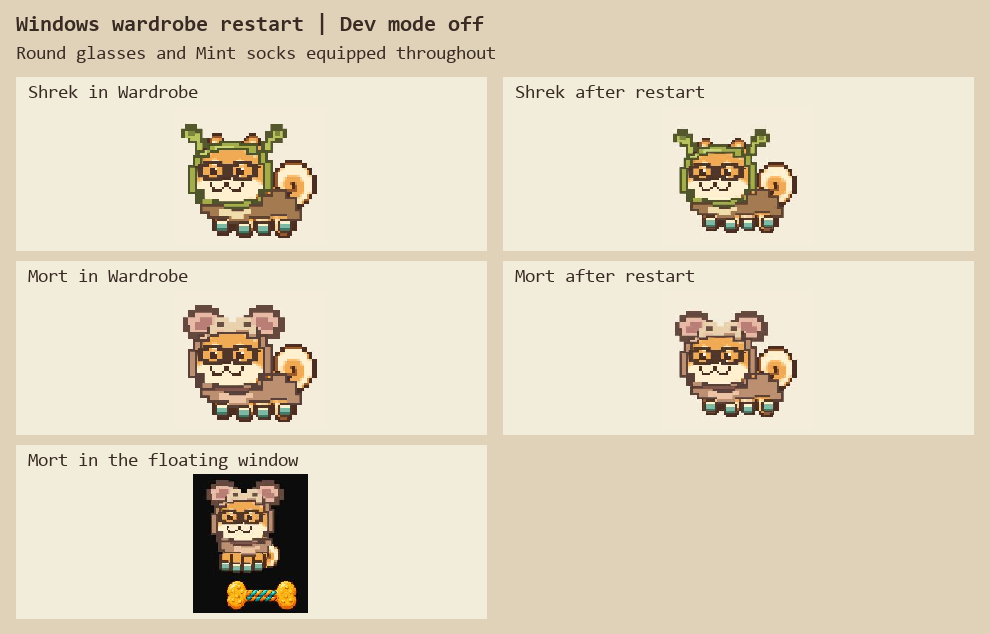 Windows wardrobe restart | Dev mode off
Round glasses and Mint socks equipped throughout
Shrek in Wardrobe
Shrek after restart
Mort in Wardrobe
Mort after restart
Mort in the floating window